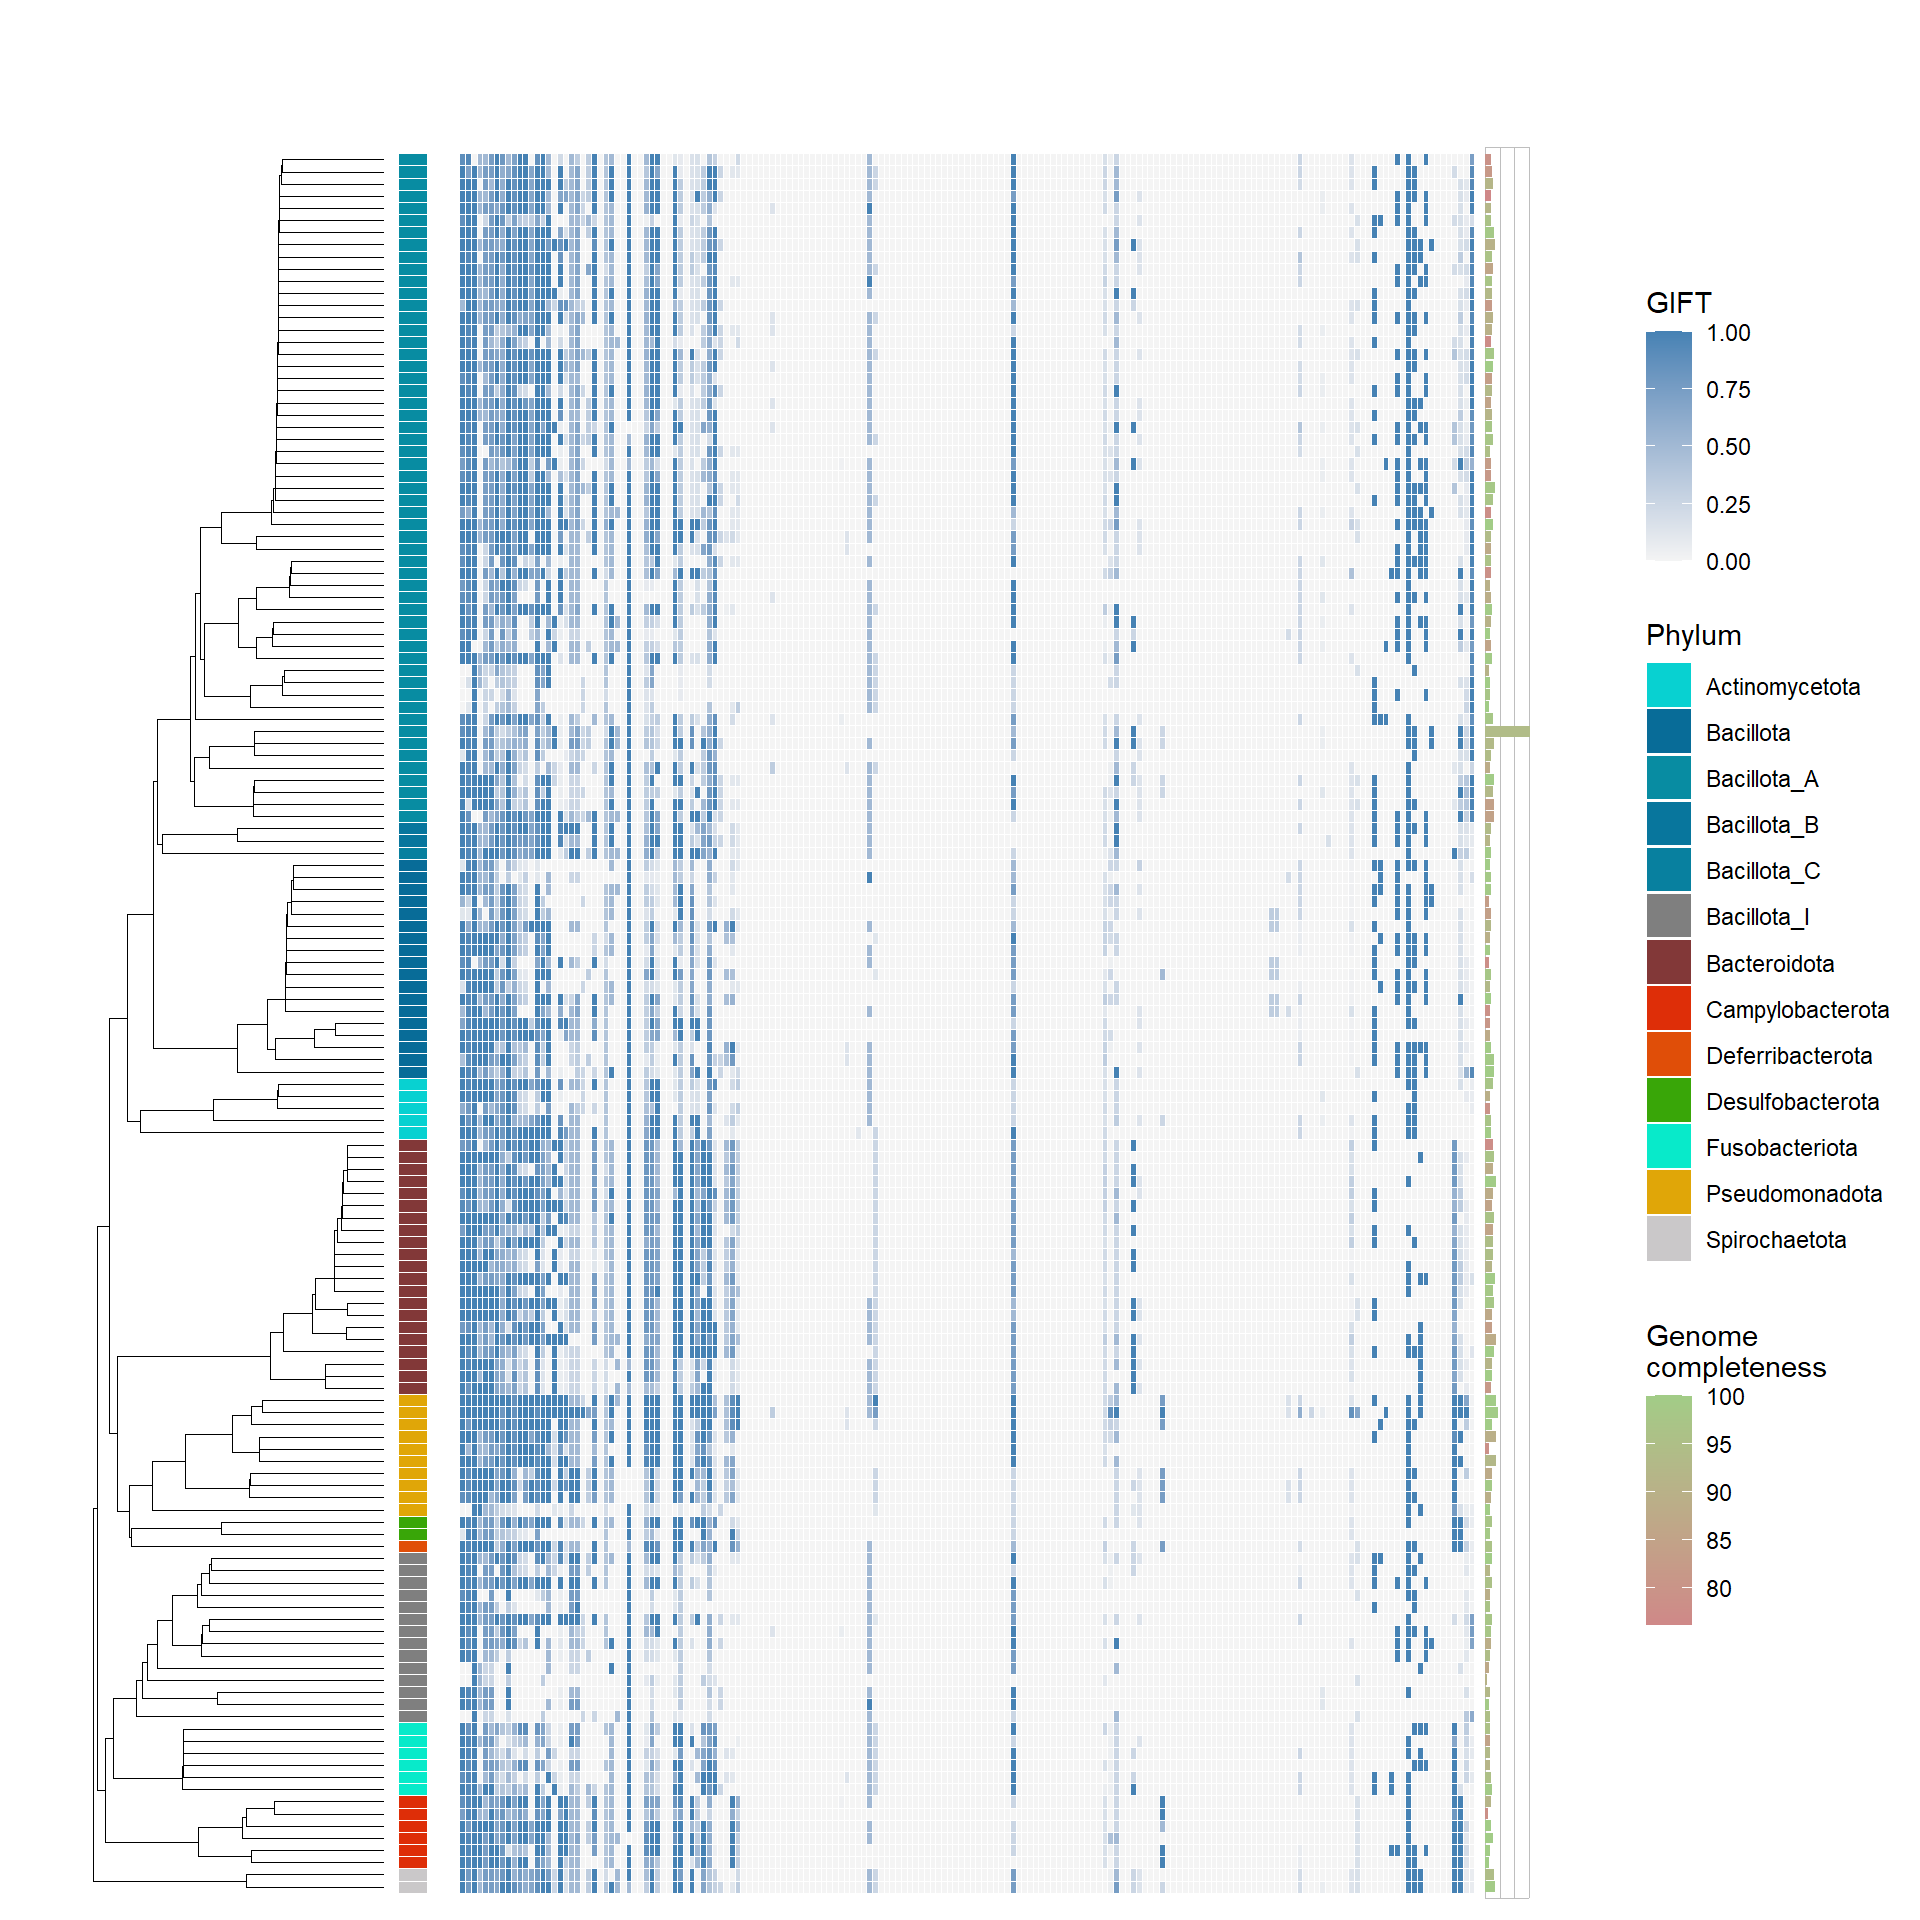 GIFT
1.00
0.75
0.50
0.25
0.00
Phylum
Actinomycetota
Bacillota
Bacillota_A
Bacillota_B
Bacillota_C
Bacillota_I
Bacteroidota
Campylobacterota
Deferribacterota
Desulfobacterota
Fusobacteriota
Pseudomonadota
Spirochaetota
Genome
completeness
100
95
90
85
80